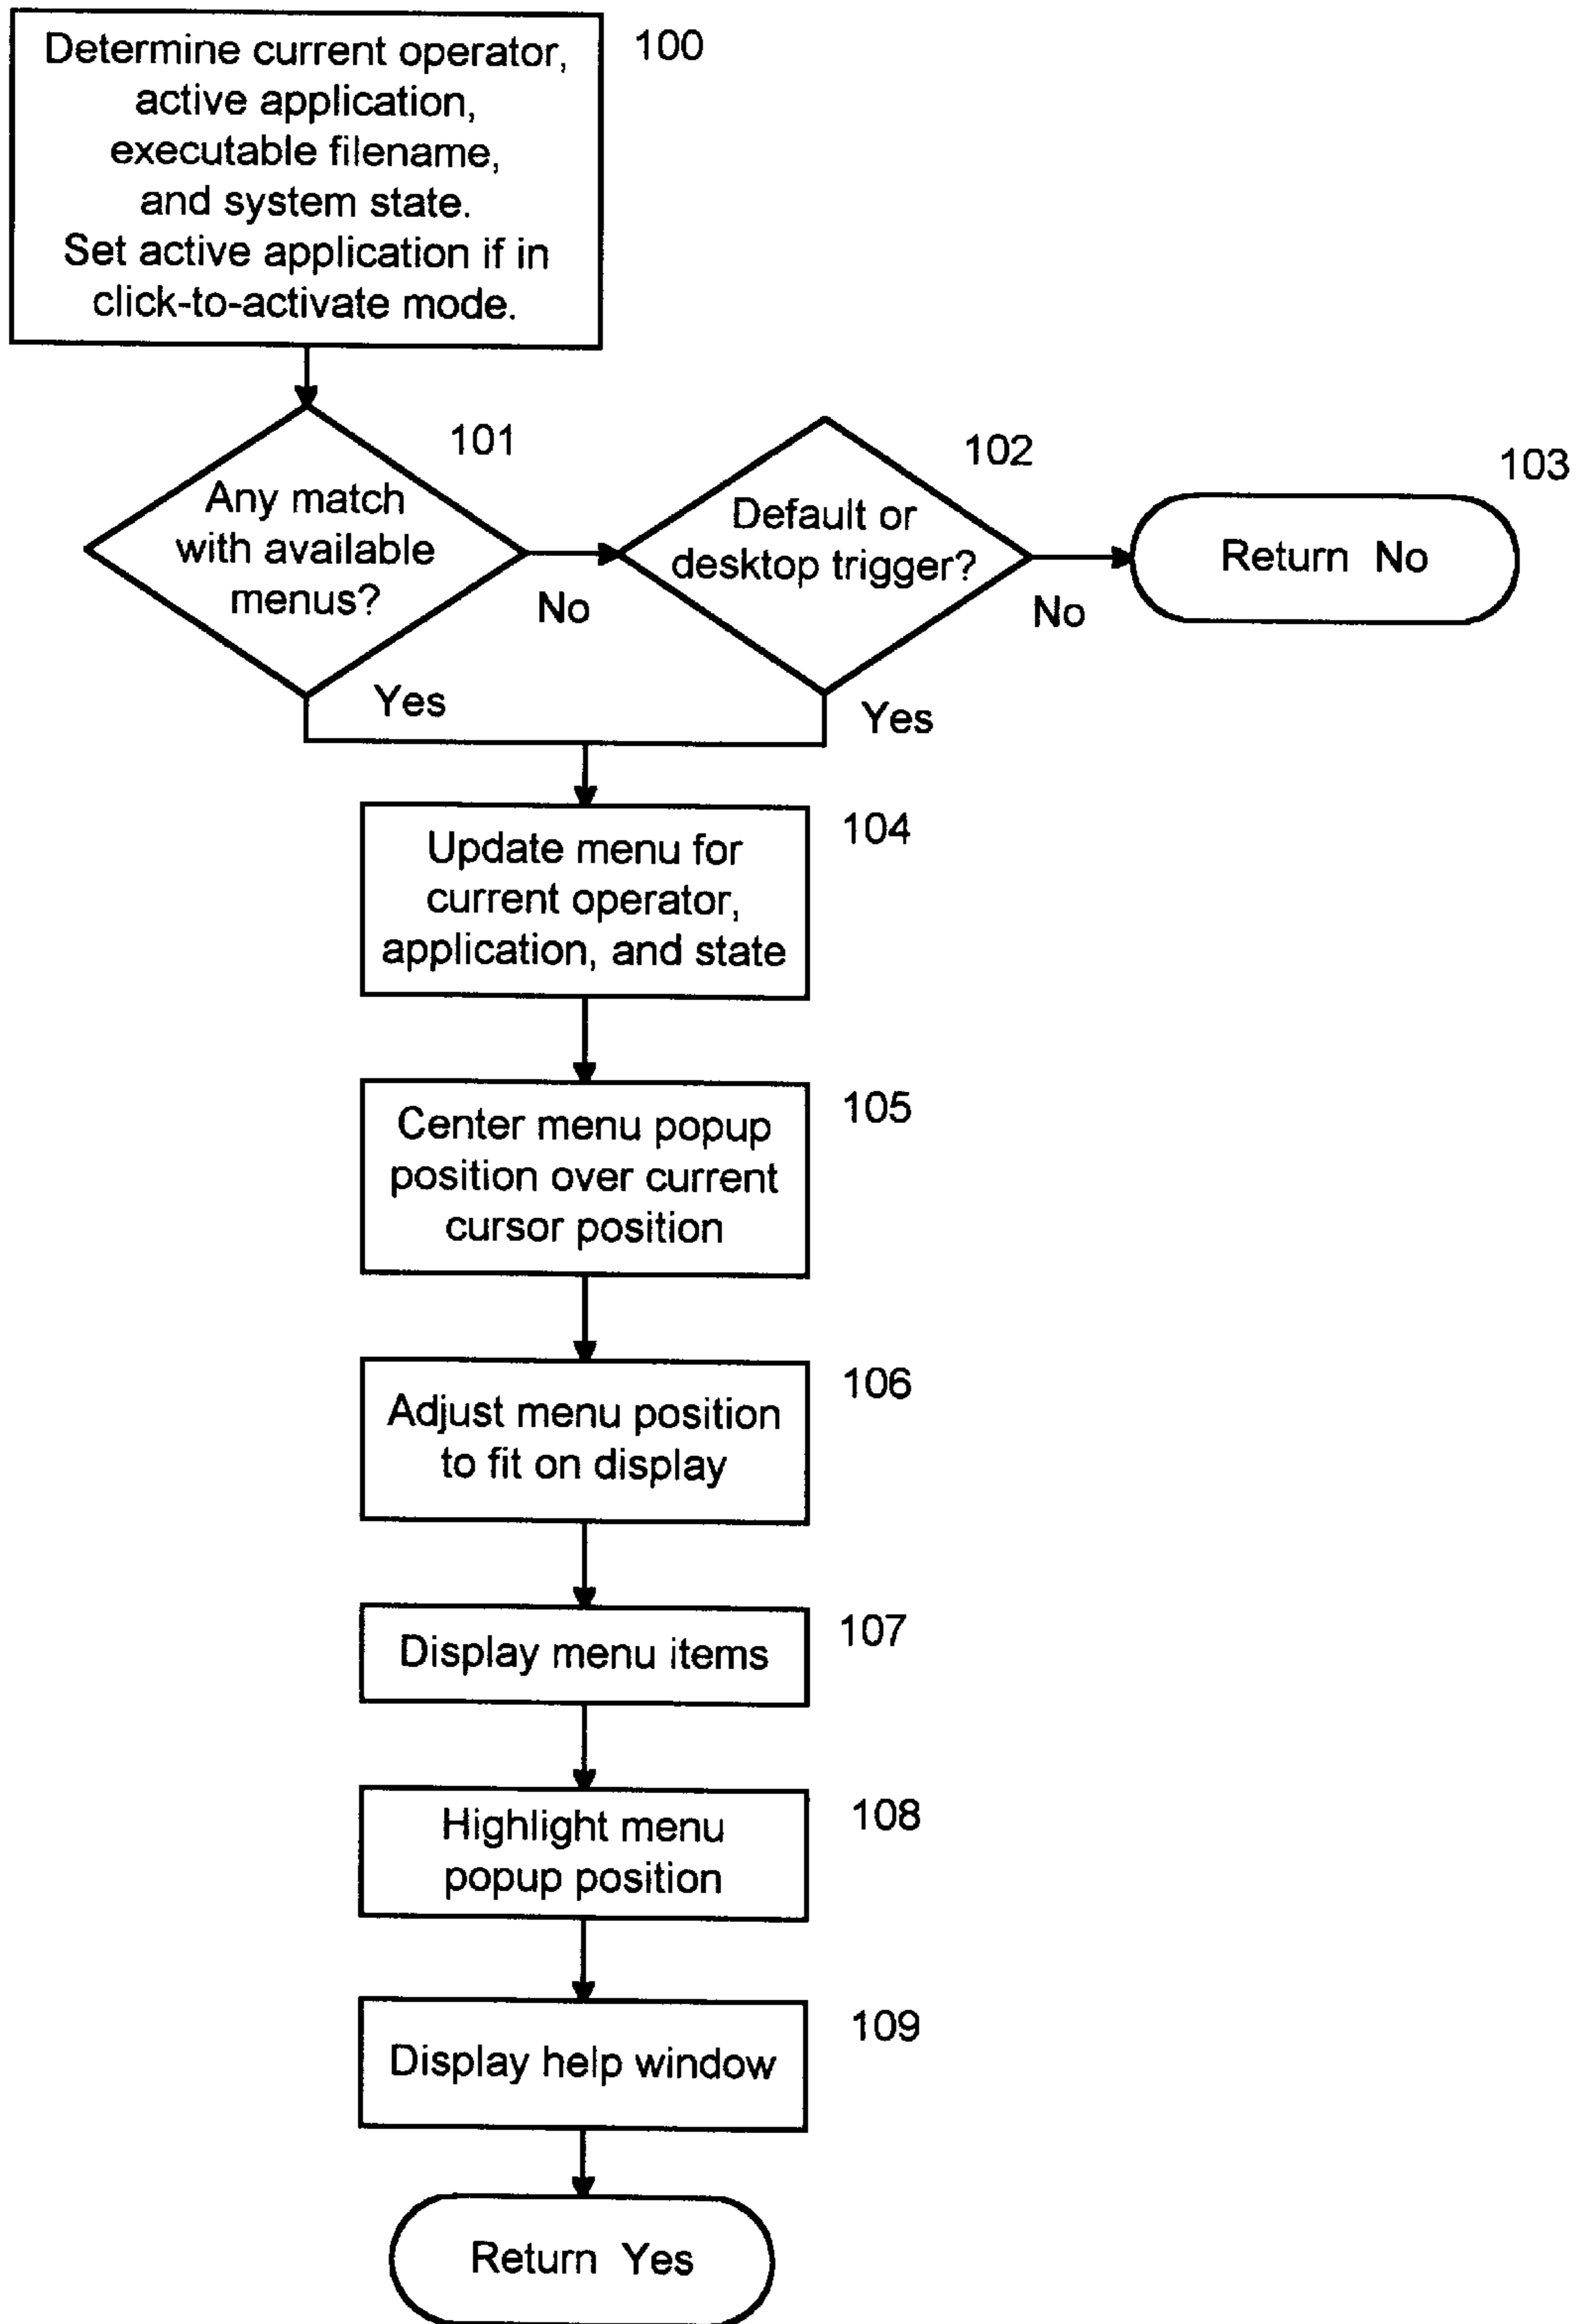 Determine current operator,
active application,
executable filename,
and system state.
Set active application if in
click-to-activate mode.
100
101
Any match
with available
menus?
No
Yes
102
Default or
desktop trigger?
No
Yes
103
Return No
104
Update menu for
current operator,
application, and state
105
Center menu popup
position over current
cursor position
106
Adjust menu position
to fit on display
107
Display menu items
108
Highlight menu
popup position
109
Display help window
Return Yes